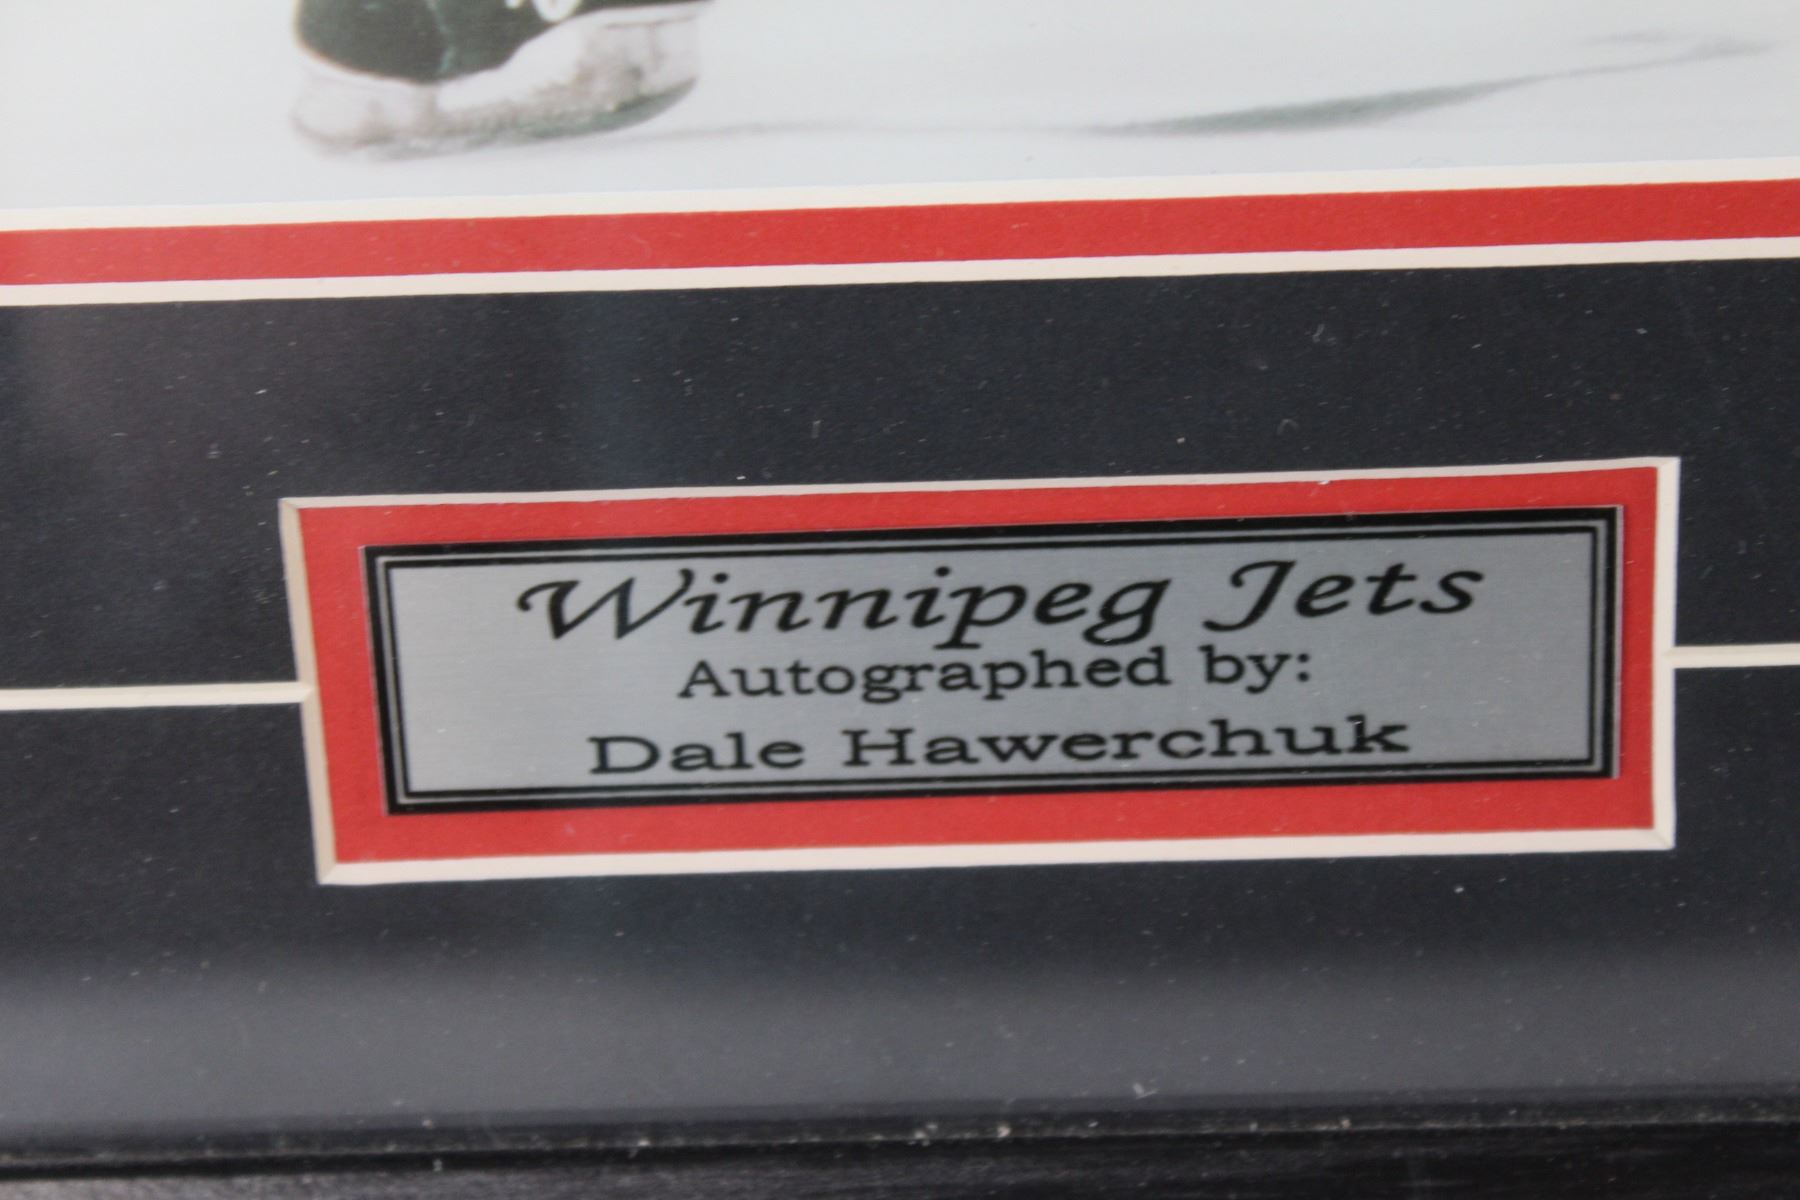 Winnipeg Jets
Autographed by:
Dale Hawerchuk